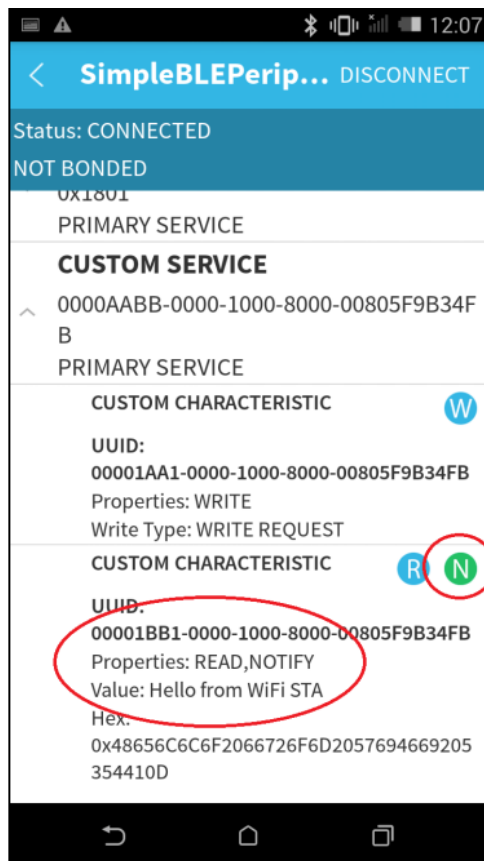 12:07
SimpleBLEPerip... DISCONNECT
Status: CONNECTED
NOT BONDED
0x1801
PRIMARY SERVICE
CUSTOM SERVICE
0000AABB-0000-1000-8000-00805F9B34F
B
PRIMARY SERVICE
CUSTOM CHARACTERISTIC W
UUID:
00001AA1-0000-1000-8000-00805F9B34FB
Properties: WRITE
Write Type: WRITE REQUEST
CUSTOM CHARACTERISTIC R N
UUID:
00001BB1-0000-1000-8000-00805F9B34FB
Properties: READ,NOTIFY
Value: Hello from WiFi STA
Hex:
0x48656C6C6F2066726F6D2057694669205
354410D